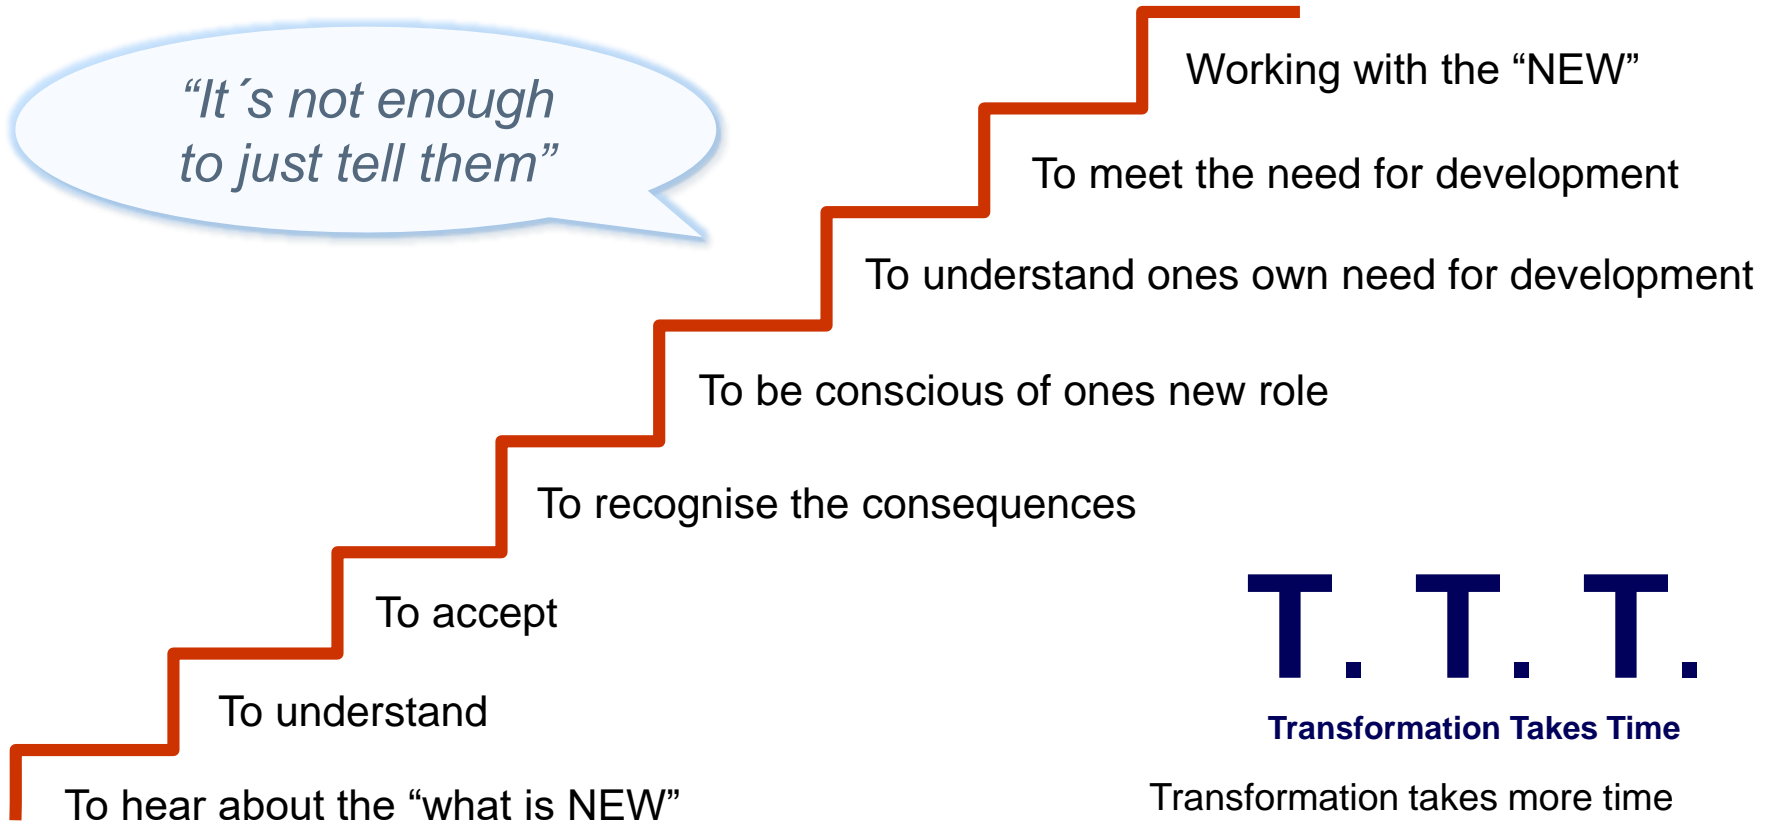 “It´s not enough
to just tell them”
Working with the “NEW”
To meet the need for development
To understand ones own need for development
To be conscious of ones new role
To recognise the consequences
To accept
To understand
To hear about the “what is NEW”
T. T. T.
Transformation Takes Time
Transformation takes more time